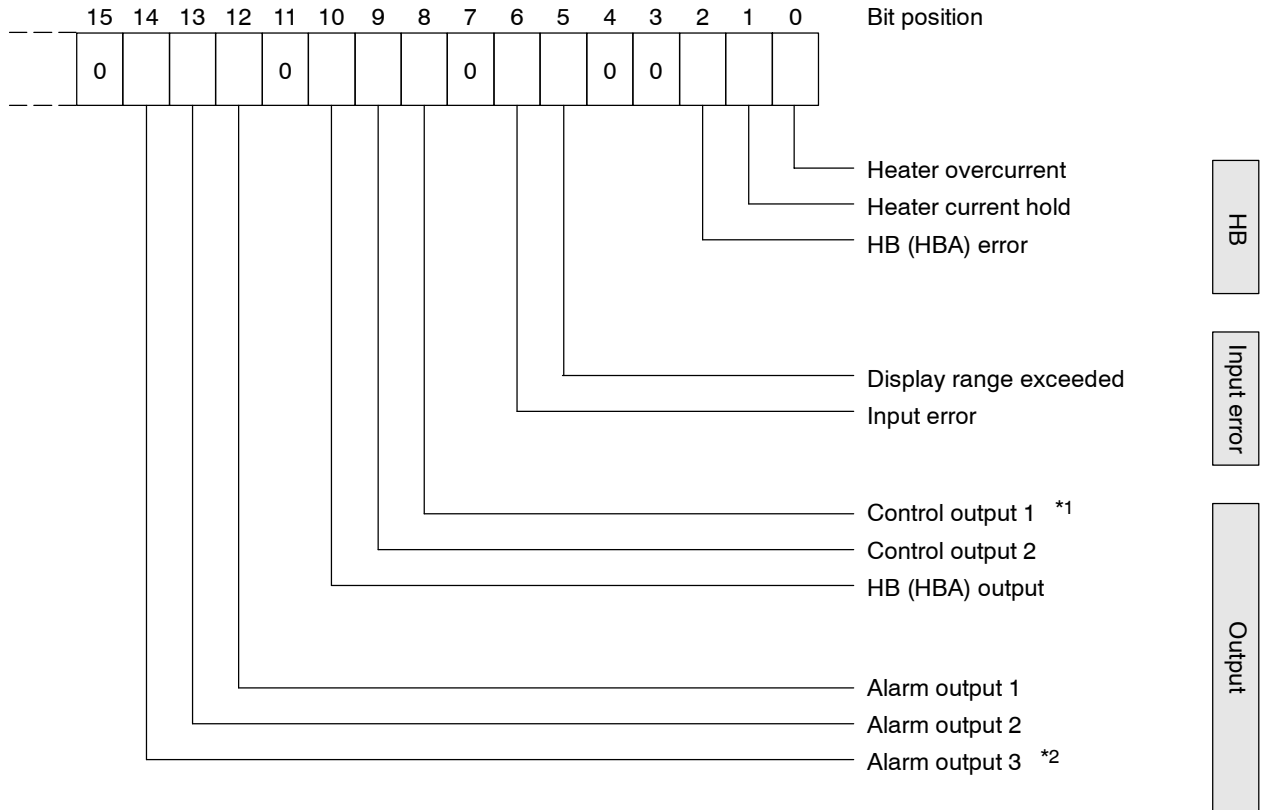 15 14 13 12 11 10 9 8 7 6 5 4 3 2 1 0 Bit position
0 0 0 0 0
Heater overcurrent
Heater current hold
HB (HBA) error
HB
Display range exceeded
Input error
Input error
Control output 1 *1
Control output 2
HB (HBA) output
Alarm output 1
Alarm output 2
Alarm output 3 *2
Output